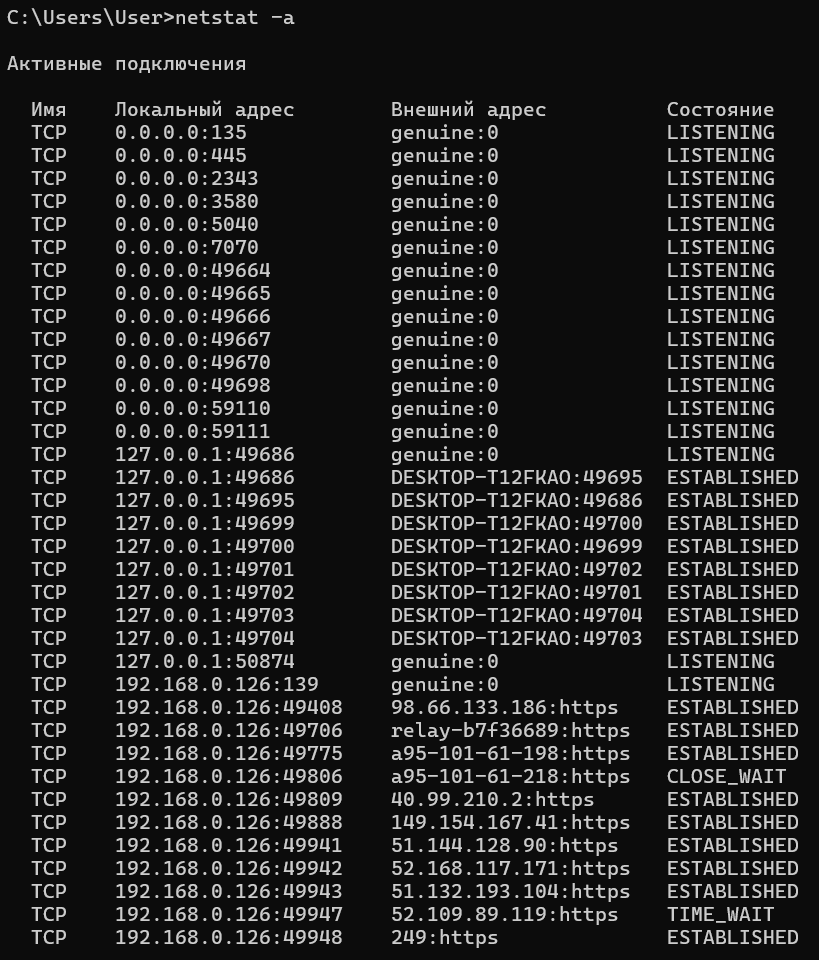 C:\Users\User>netstat -a
Активные подключения
Имя Локальный адрес Внешний адрес Состояние
TCP 0.0.0.0:135 genuine:0 LISTENING
TCP 0.0.0.0:445 genuine:0 LISTENING
TCP 0.0.0.0:2343 genuine:0 LISTENING
TCP 0.0.0.0:3580 genuine:0 LISTENING
TCP 0.0.0.0:5040 genuine:0 LISTENING
TCP 0.0.0.0:7070 genuine:0 LISTENING
TCP 0.0.0.0:49664 genuine:0 LISTENING
TCP 0.0.0.0:49665 genuine:0 LISTENING
TCP 0.0.0.0:49666 genuine:0 LISTENING
TCP 0.0.0.0:49667 genuine:0 LISTENING
TCP 0.0.0.0:49670 genuine:0 LISTENING
TCP 0.0.0.0:49698 genuine:0 LISTENING
TCP 0.0.0.0:59110 genuine:0 LISTENING
TCP 0.0.0.0:59111 genuine:0 LISTENING
TCP 127.0.0.1:49686 genuine:0 LISTENING
TCP 127.0.0.1:49686 DESKTOP-T12FKAO:49695 ESTABLISHED
TCP 127.0.0.1:49695 DESKTOP-T12FKAO:49686 ESTABLISHED
TCP 127.0.0.1:49699 DESKTOP-T12FKAO:49700 ESTABLISHED
TCP 127.0.0.1:49700 DESKTOP-T12FKAO:49699 ESTABLISHED
TCP 127.0.0.1:49701 DESKTOP-T12FKAO:49702 ESTABLISHED
TCP 127.0.0.1:49702 DESKTOP-T12FKAO:49701 ESTABLISHED
TCP 127.0.0.1:49703 DESKTOP-T12FKAO:49704 ESTABLISHED
TCP 127.0.0.1:49704 DESKTOP-T12FKAO:49703 ESTABLISHED
TCP 127.0.0.1:50874 genuine:0 LISTENING
TCP 192.168.0.126:139 genuine:0 LISTENING
TCP 192.168.0.126:49408 98.66.133.186:https ESTABLISHED
TCP 192.168.0.126:49706 relay-b7f36689:https ESTABLISHED
TCP 192.168.0.126:49775 a95-101-61-198:https ESTABLISHED
TCP 192.168.0.126:49806 a95-101-61-218:https CLOSE_WAIT
TCP 192.168.0.126:49809 40.99.210.2:https ESTABLISHED
TCP 192.168.0.126:49888 149.154.167.41:https ESTABLISHED
TCP 192.168.0.126:49941 51.144.128.90:https ESTABLISHED
TCP 192.168.0.126:49942 52.168.117.171:https ESTABLISHED
TCP 192.168.0.126:49943 51.132.193.104:https ESTABLISHED
TCP 192.168.0.126:49947 52.109.89.119:https TIME_WAIT
TCP 192.168.0.126:49948 249:https ESTABLISHED